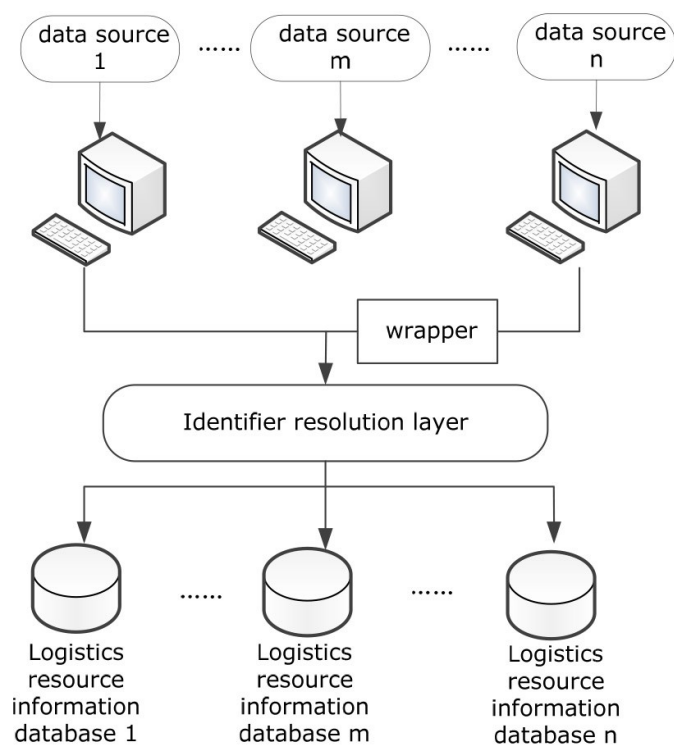 data source
1
......
data source
m
......
data source
n
wrapper
Identifier resolution layer
......
......
Logistics
resource
information
database 1
Logistics
resource
information
database m
Logistics
resource
information
database n